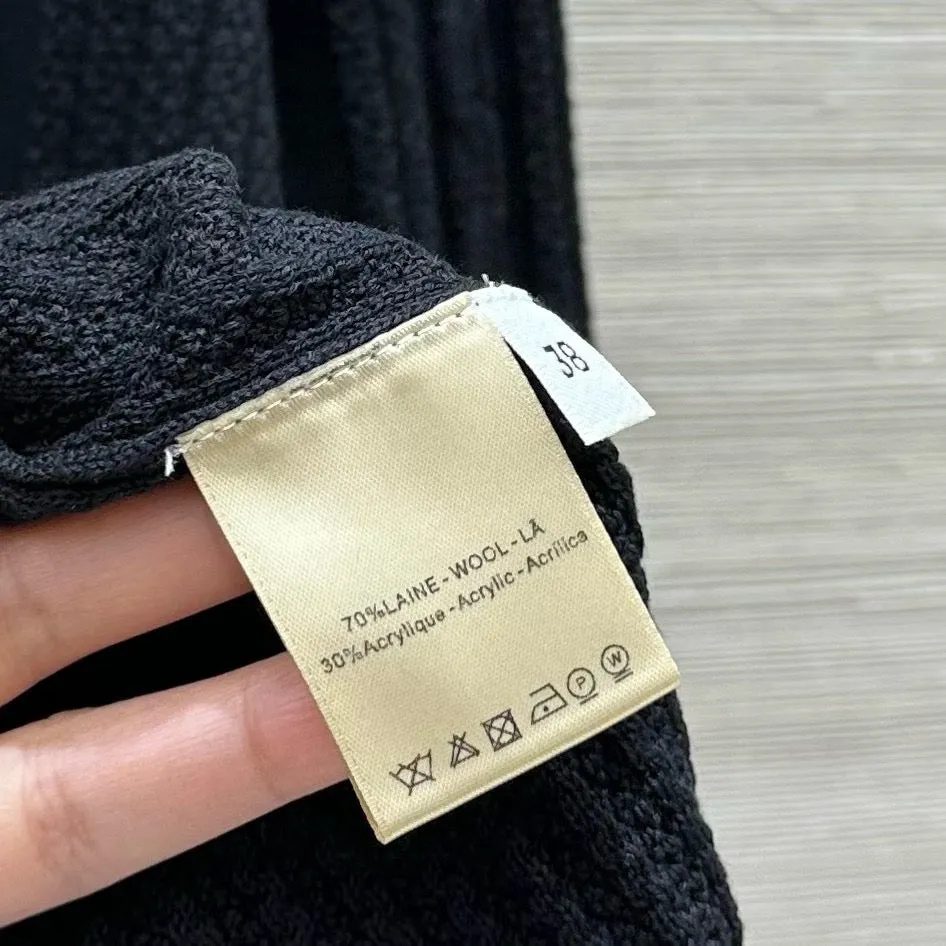 38
70%LAINE-WOOL-LÃ
30%Acrylique-Acrylic-Acrílica
P
W